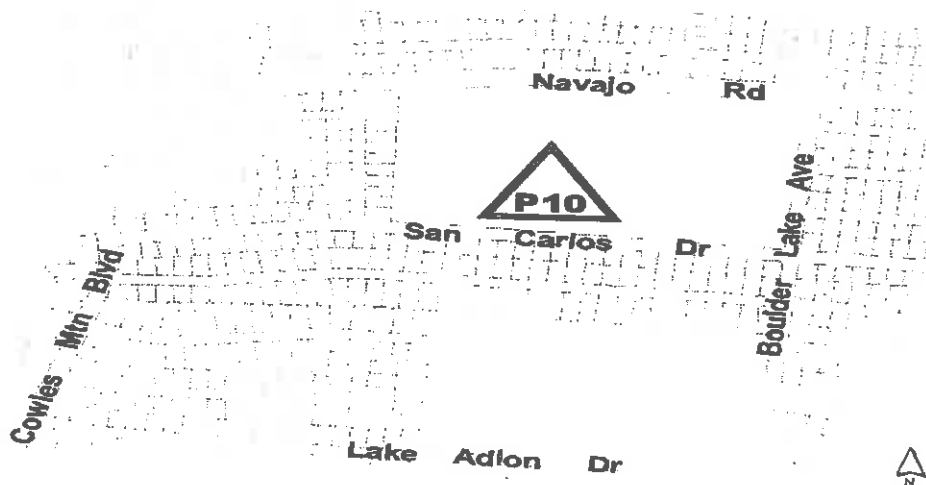 Navajo Rd
P10
San Carlos Dr
Boulder Lake Ave
Cowles Mtn Blvd
Lake Adlon Dr
N